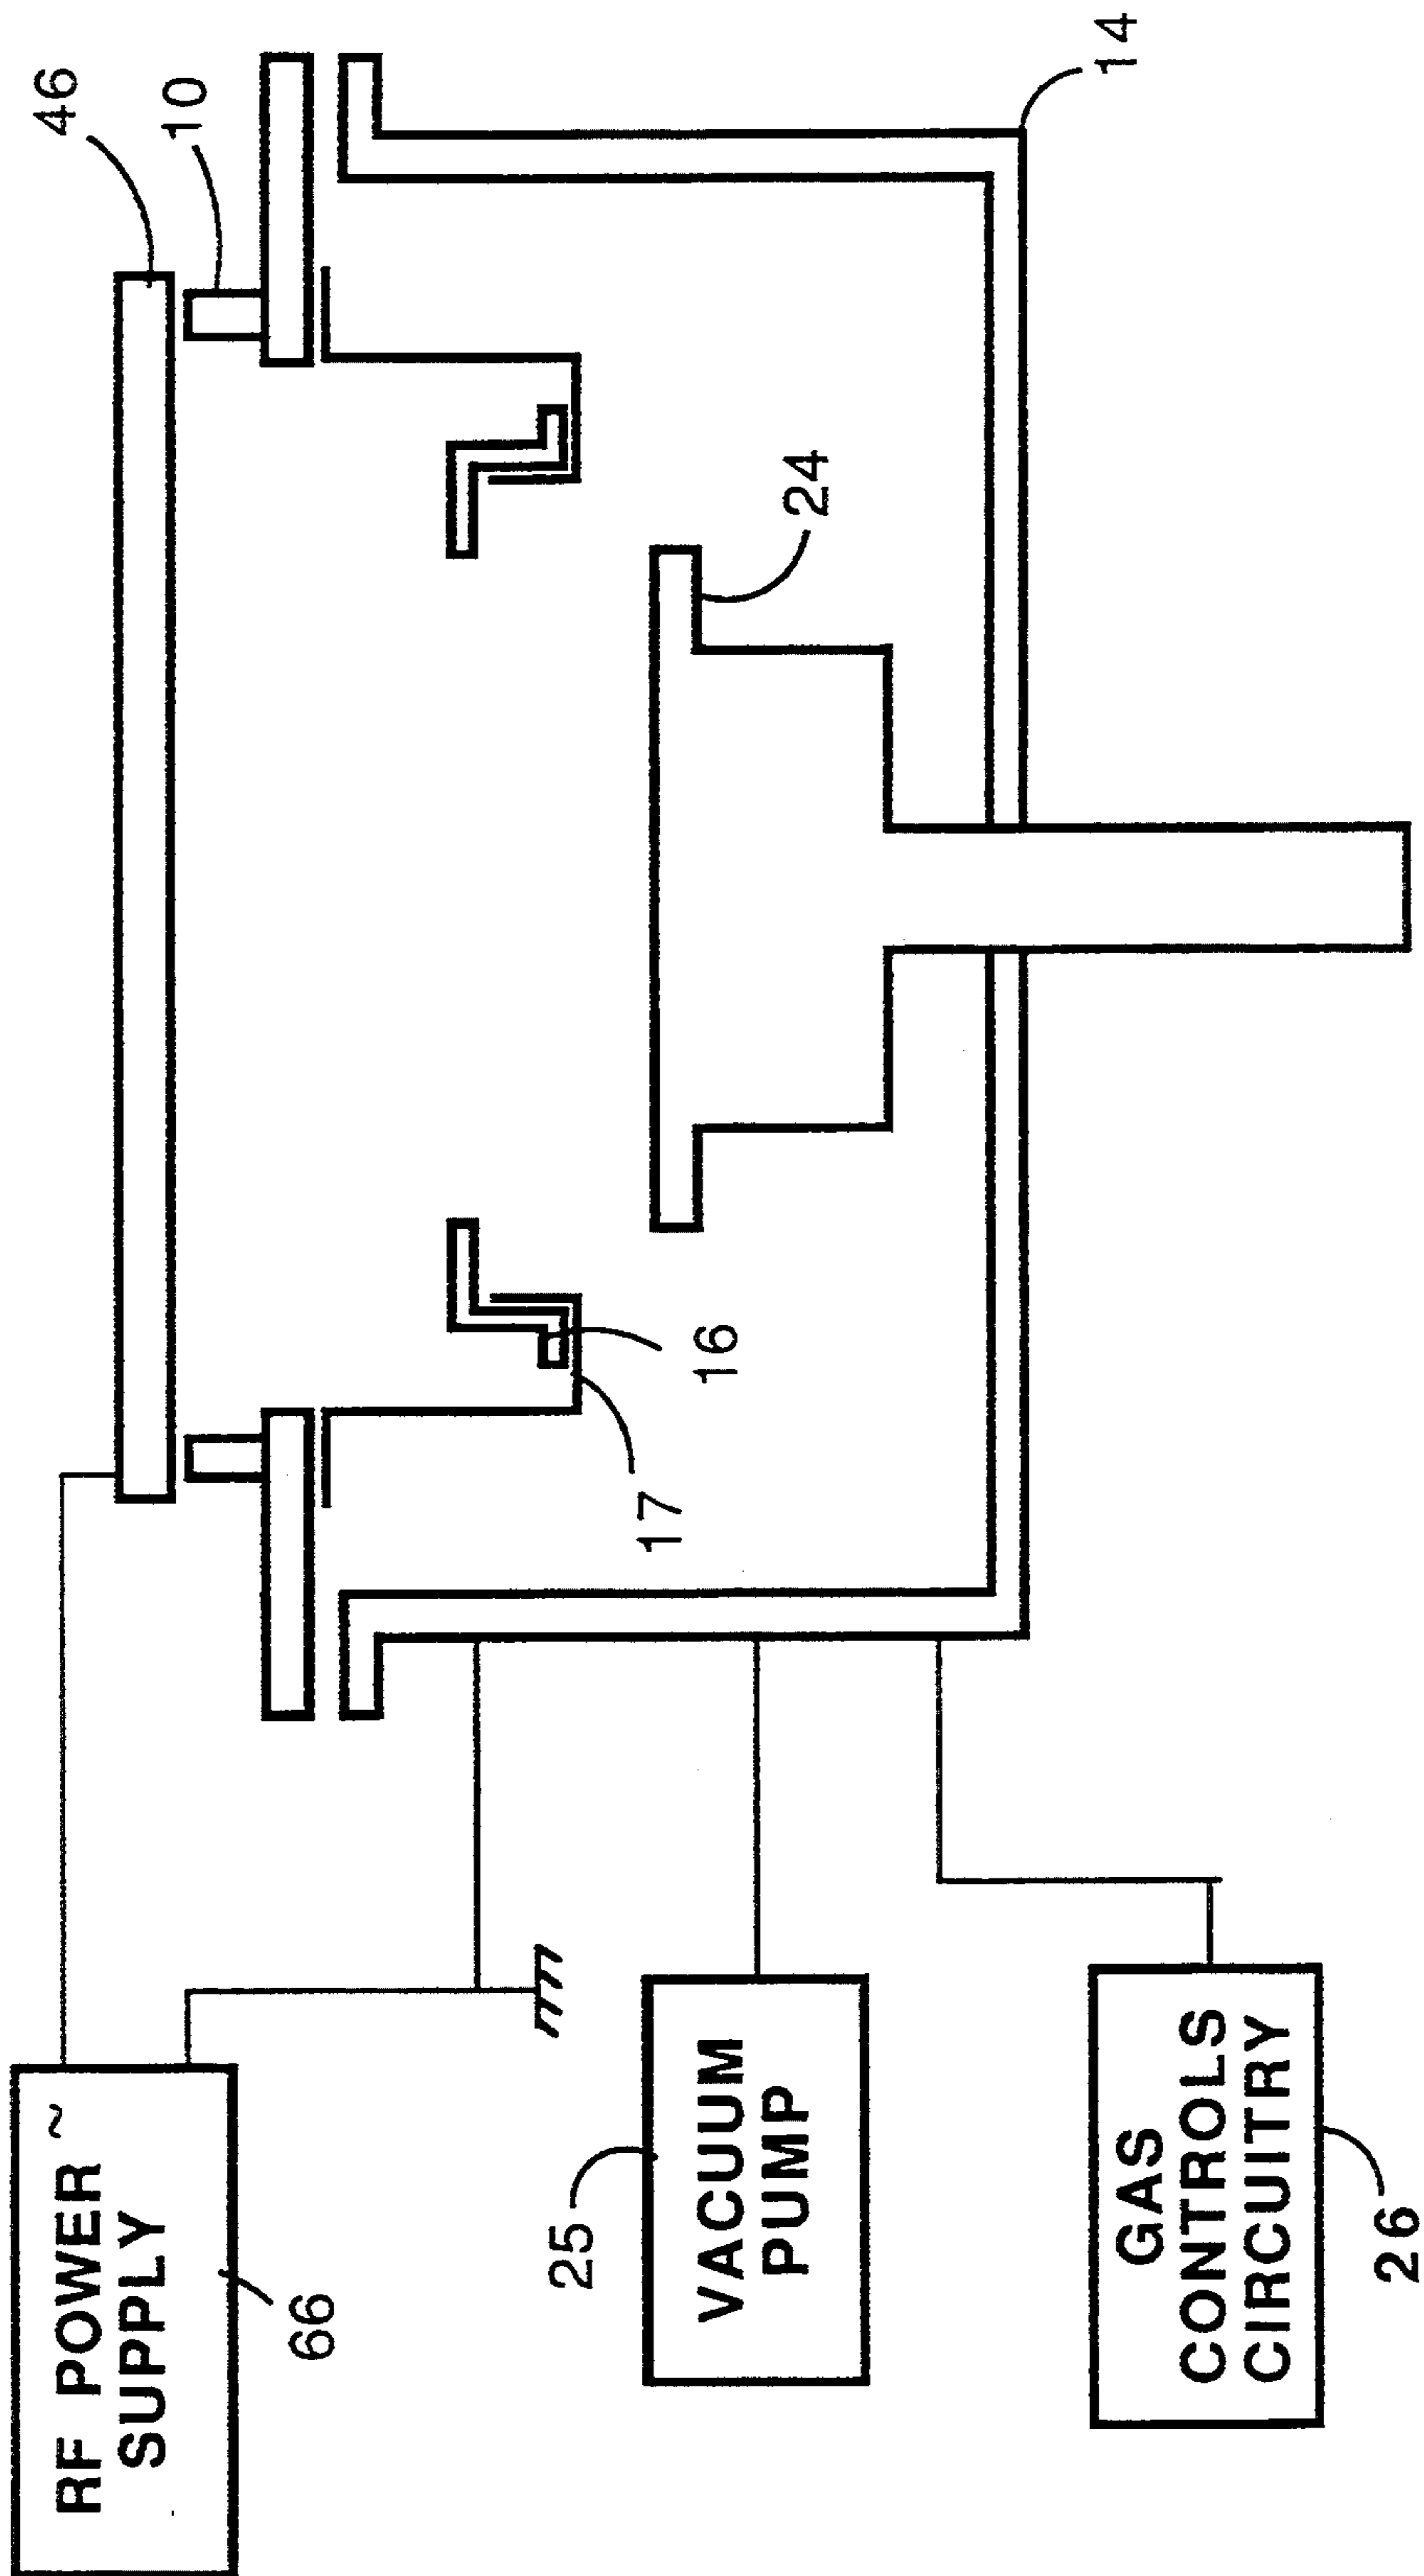 46
10
14
24
16
17
RF POWER ~
SUPPLY
66
25
VACUUM
PUMP
GAS
CONTROLS
CIRCUITRY
26